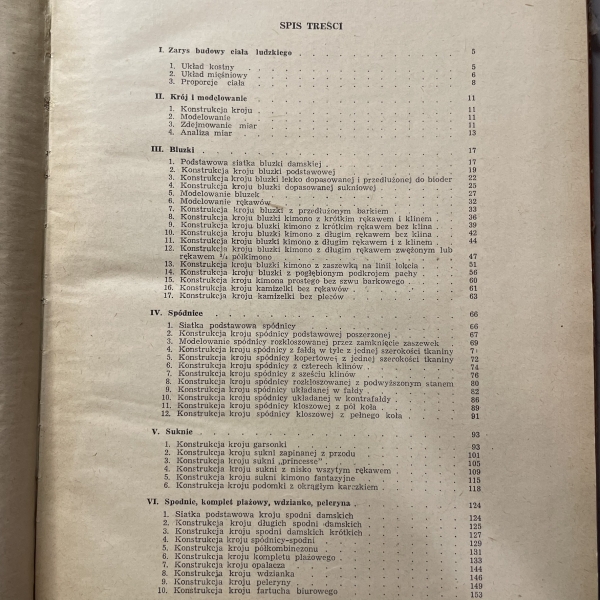 SPIS TREŚCI
I. Zarys budowy ciała ludzkiego . . . . . 5
1. Układ kostny . . . . . 5
2. Układ mięśniowy . . . . . 6
3. Proporcje ciała . . . . . 8
II. Krój i modelowanie . . . . . 11
1. Konstrukcja kroju . . . . . 11
2. Modelowanie . . . . . 11
3. Zdejmowanie miar . . . . . 11
4. Analiza miar . . . . . 13
III. Bluzki . . . . . 17
1. Podstawowa siatka bluzki damskiej . . . . . 17
2. Konstrukcja kroju bluzki podstawowej . . . . . 19
3. Konstrukcja kroju bluzki lekko dopasowanej i przedłużonej do bioder 22
4. Konstrukcja kroju bluzki dopasowanej sukniowej . . . . . 25
5. Modelowanie bluzek . . . . . 27
6. Modelowanie rękawów . . . . . 32
7. Konstrukcja kroju bluzki z przedłużonym barkiem . . . . . 33
8. Konstrukcja kroju bluzki kimono z krótkim rękawem i klinem . 36
9. Konstrukcja kroju bluzki kimono z krótkim rękawem bez klina . 39
10. Konstrukcja kroju bluzki kimono z długim rękawem bez klina . 42
11. Konstrukcja kroju bluzki kimono z długim rękawem i z klinem . 44
12. Konstrukcja kroju bluzki kimono z długim rękawem zwężonym lub
rękawem ¾ półkimono . . . . . 47
13. Konstrukcja kroju bluzki kimono z zaszewką na linii łokcia . 51
14. Konstrukcja kroju bluzki z pogłębionym podkrojem pachy . 56
15. Konstrukcja kroju kimona prostego bez szwu barkowego . . 60
16. Konstrukcja kroju kamizelki bez rękawów . . . . . 61
17. Konstrukcja kroju kamizelki bez pleców . . . . . 63
IV. Spódnice . . . . . 66
1. Siatka podstawowa spódnicy . . . . . 66
2. Konstrukcja kroju spódnicy podstawowej poszerzonej . . . 67
3. Modelowanie spódnicy rozkloszowanej przez zamknięcie zaszewek 69
4. Konstrukcja kroju spódnicy z fałdą w tyle z jednej szerokości tkaniny 71
5. Konstrukcja kroju spódnicy kopertowej z jednej szerokości tkaniny 72
6. Konstrukcja kroju spódnicy z czterech klinów . . . . . 74
7. Konstrukcja kroju spódnicy z sześciu klinów . . . . . 76
8. Konstrukcja kroju spódnicy rozkloszowanej z podwyższonym stanem 80
9. Konstrukcja kroju spódnicy układanej w fałdy . . . . . 82
10. Konstrukcja kroju spódnicy układanej w kontrafałdy . . . 86
11. Konstrukcja kroju spódnicy kloszowej z pół koła . . . . 89
12. Konstrukcja kroju spódnicy kloszowej z pełnego koła . . . 91
V. Suknie . . . . . 93
1. Konstrukcja kroju garsonki . . . . . 93
2. Konstrukcja kroju sukni zapinanej z przodu . . . . . 101
3. Konstrukcja kroju sukni „princesse” . . . . . 105
4. Konstrukcja kroju sukni z nisko wszytym rękawem . . . . 109
5. Konstrukcja kroju sukni kimono fantazyjne . . . . . 115
6. Konstrukcja kroju podomki z okrągłym karczkiem . . . . 118
VI. Spodnie, komplet plażowy, wdzianko, peleryna . . . . . 124
1. Siatka podstawowa kroju spodni damskich . . . . . 124
2. Konstrukcja kroju długich spodni damskich . . . . . 125
3. Konstrukcja kroju spodni damskich krótkich . . . . . 127
4. Konstrukcja kroju spódnicy-spodni . . . . . 129
5. Konstrukcja kroju półkombinezonu . . . . . 131
6. Konstrukcja kroju kompletu plażowego . . . . . 133
7. Konstrukcja kroju opalacza . . . . . 144
8. Konstrukcja kroju wdzianka . . . . . 146
9. Konstrukcja kroju peleryny . . . . . 149
10. Konstrukcja kroju fartucha biurowego . . . . . 153